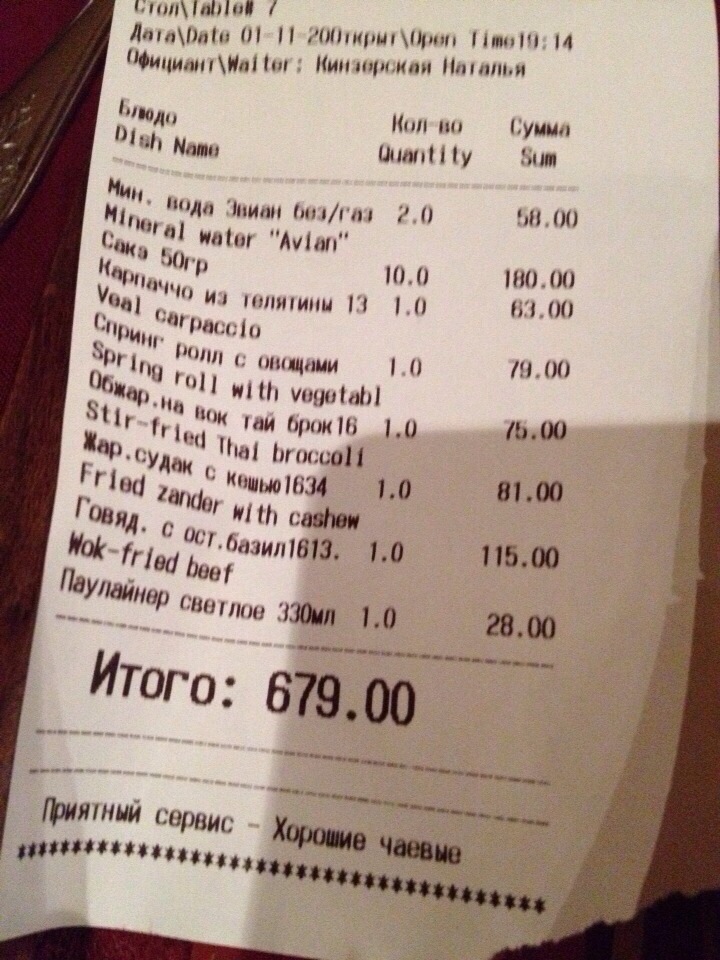 Стол\Table# 7
Дата\Date 01-11-200ткрыт\Open Time19:14
Официант\Waiter: Кинзерская Наталья
Блюдо Кол-во Сумма
Dish Name Quantity Sum
Мин. вода Эвиан без/газ 2.0 58.00
Mineral water "Avian"
Сакэ 50гр 10.0 180.00
Карпаччо из телятины 13 1.0 63.00
Veal carpaccio
Спринг ролл с овощами 1.0 79.00
Spring roll with vegetabl
Обжар.на вок тай брок16 1.0 75.00
Stir-fried Thai broccoli
Жар.судак с кешью1634 1.0 81.00
Fried zander with cashew
Говяд. с ост.базил1613. 1.0 115.00
Wok-fried beef
Паулайнер светлое 330мл 1.0 28.00
Итого: 679.00
Приятный сервис - Хорошие чаевые